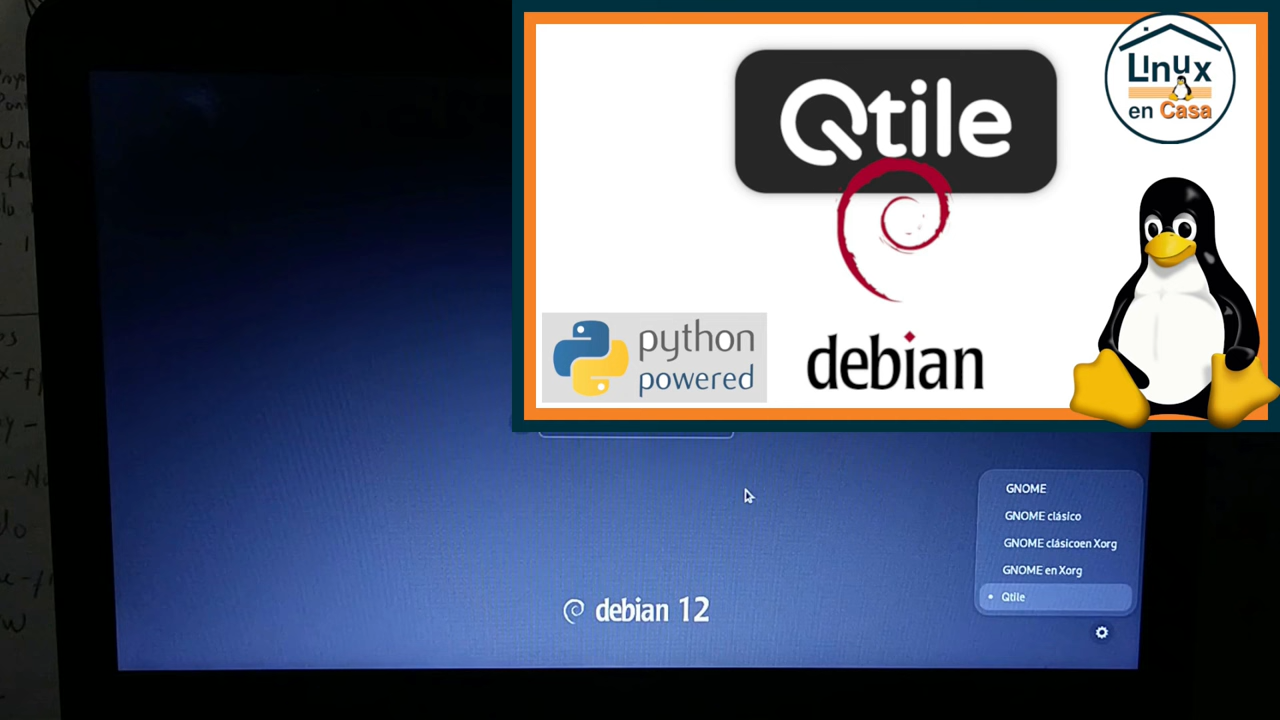 Qtile
Linux
en Casa
python
powered
debian
GNOME
GNOME clásico
GNOME clásicoen Xorg
GNOME en Xorg
Qtile
debian 12